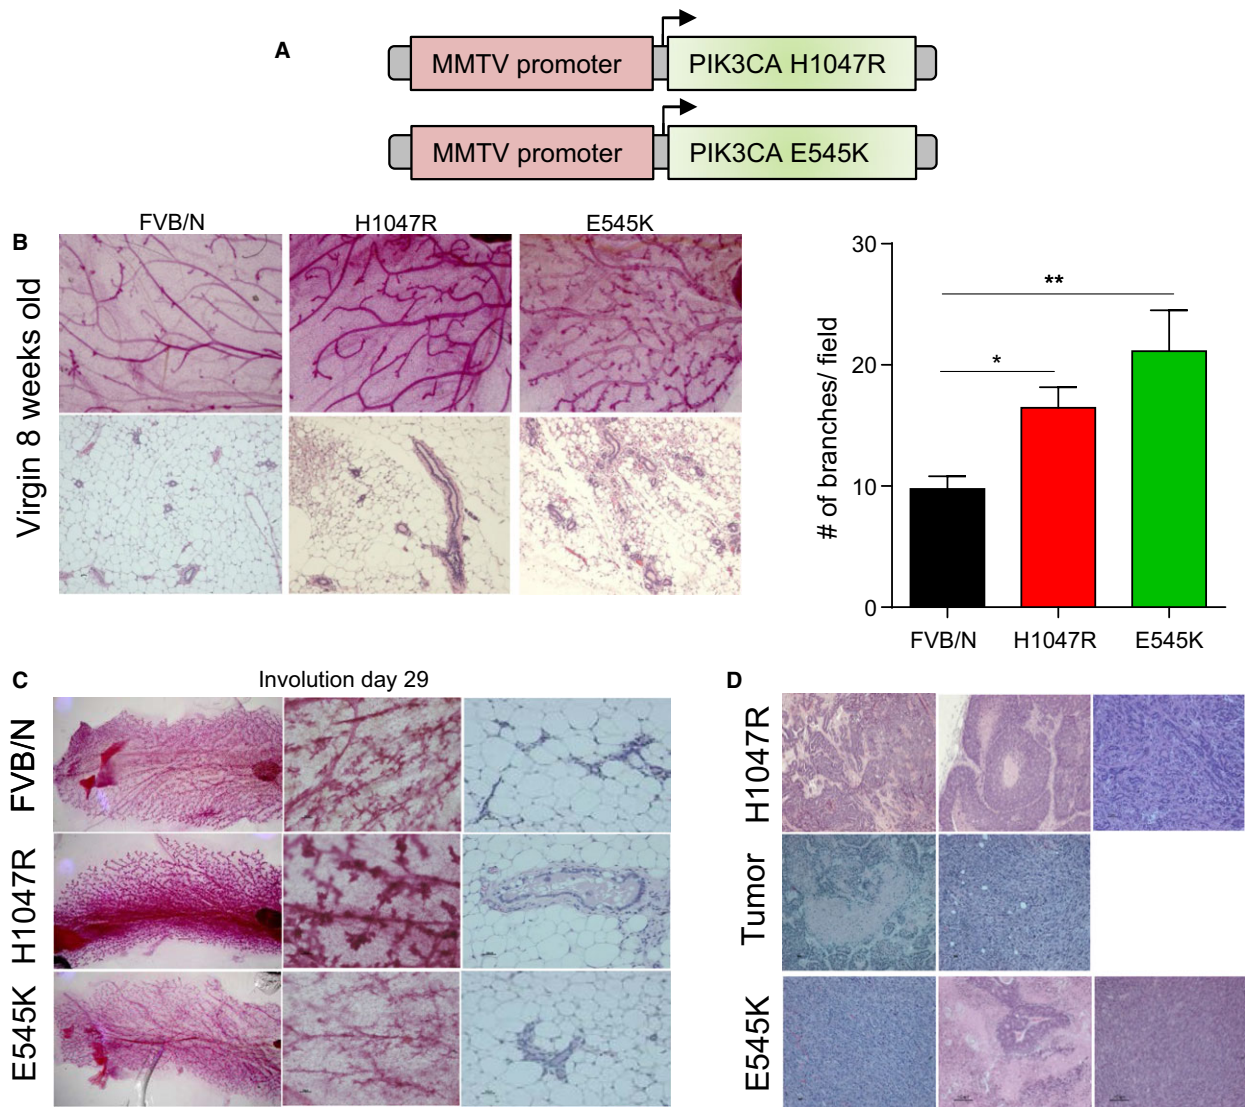 A
MMTV promoter PIK3CA H1047R
MMTV promoter PIK3CA E545K
B
FVB/N H1047R E545K
Virgin 8 weeks old
# of branches/ field
30
20
10
0
**
*
FVB/N H1047R E545K
C
Involution day 29
FVB/N
H1047R
E545K
D
H1047R
Tumor
E545K